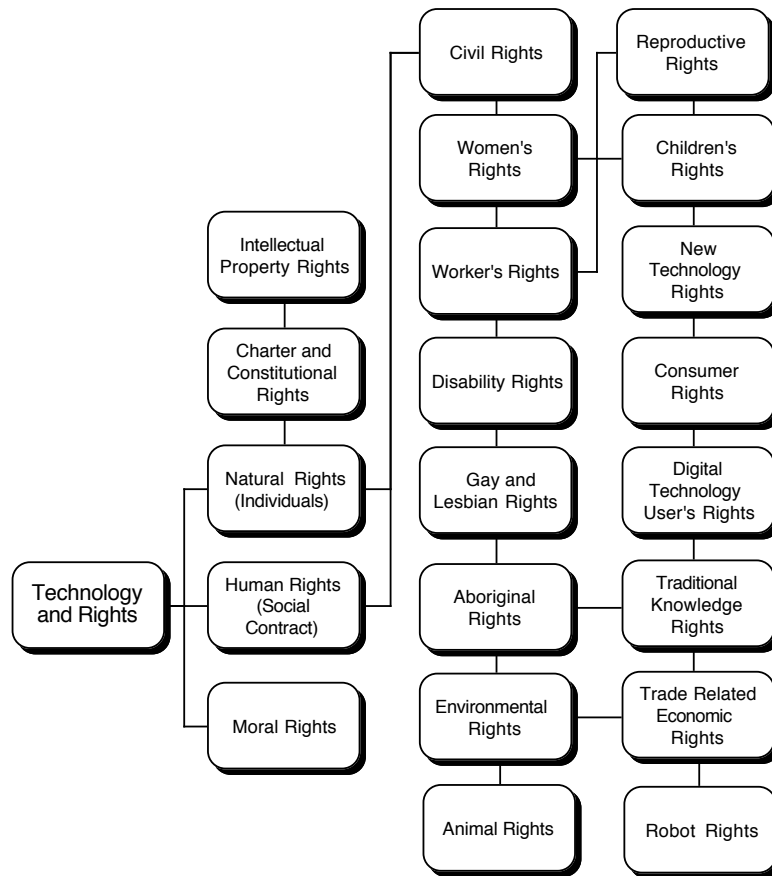 Civil Rights
Reproductive
Rights
Women's
Rights
Children's
Rights
Intellectual
Property Rights
Worker's Rights
New
Technology
Rights
Charter and
Constitutional
Rights
Disability Rights
Consumer
Rights
Natural Rights
(Individuals)
Gay and
Lesbian Rights
Digital
Technology
User's Rights
Technology
and Rights
Human Rights
(Social
Contract)
Aboriginal
Rights
Traditional
Knowledge
Rights
Moral Rights
Environmental
Rights
Trade Related
Economic
Rights
Animal Rights
Robot Rights